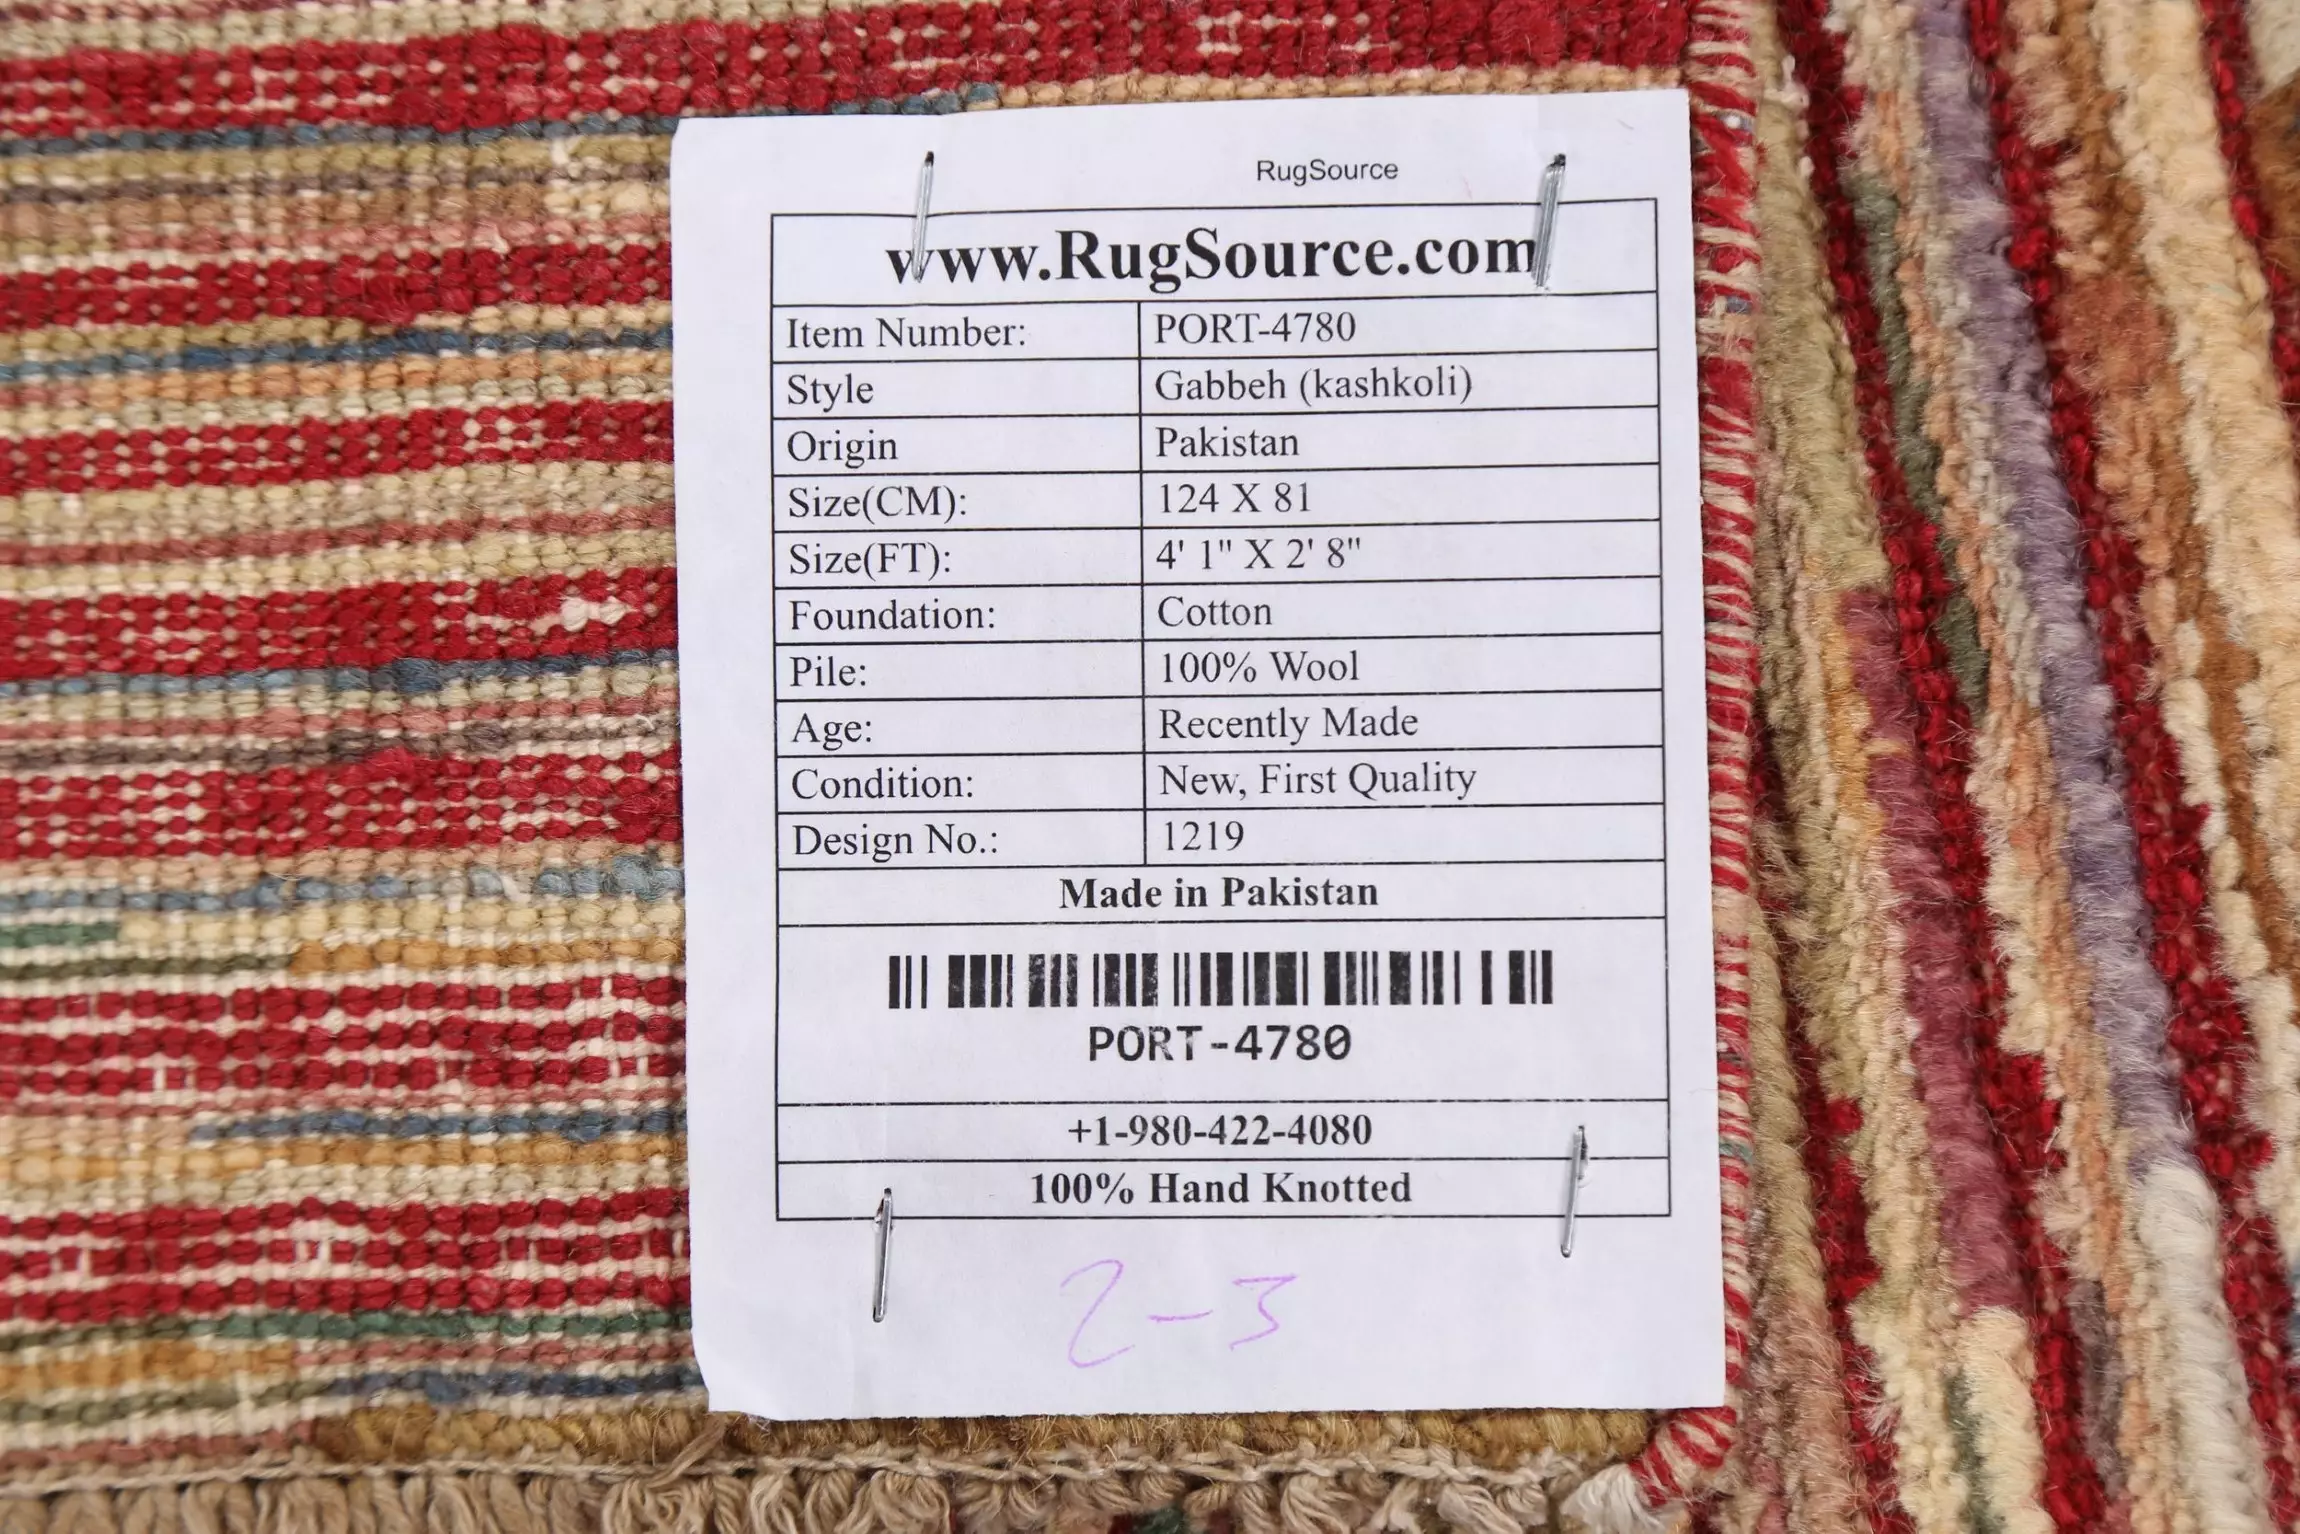 RugSource
www.RugSource.com
Item Number: PORT-4780
Style Gabbeh (kashkoli)
Origin Pakistan
Size(CM): 124 X 81
Size(FT): 4' 1" X 2' 8"
Foundation: Cotton
Pile: 100% Wool
Age: Recently Made
Condition: New, First Quality
Design No.: 1219
Made in Pakistan
PORT-4780
+1-980-422-4080
100% Hand Knotted
2-3